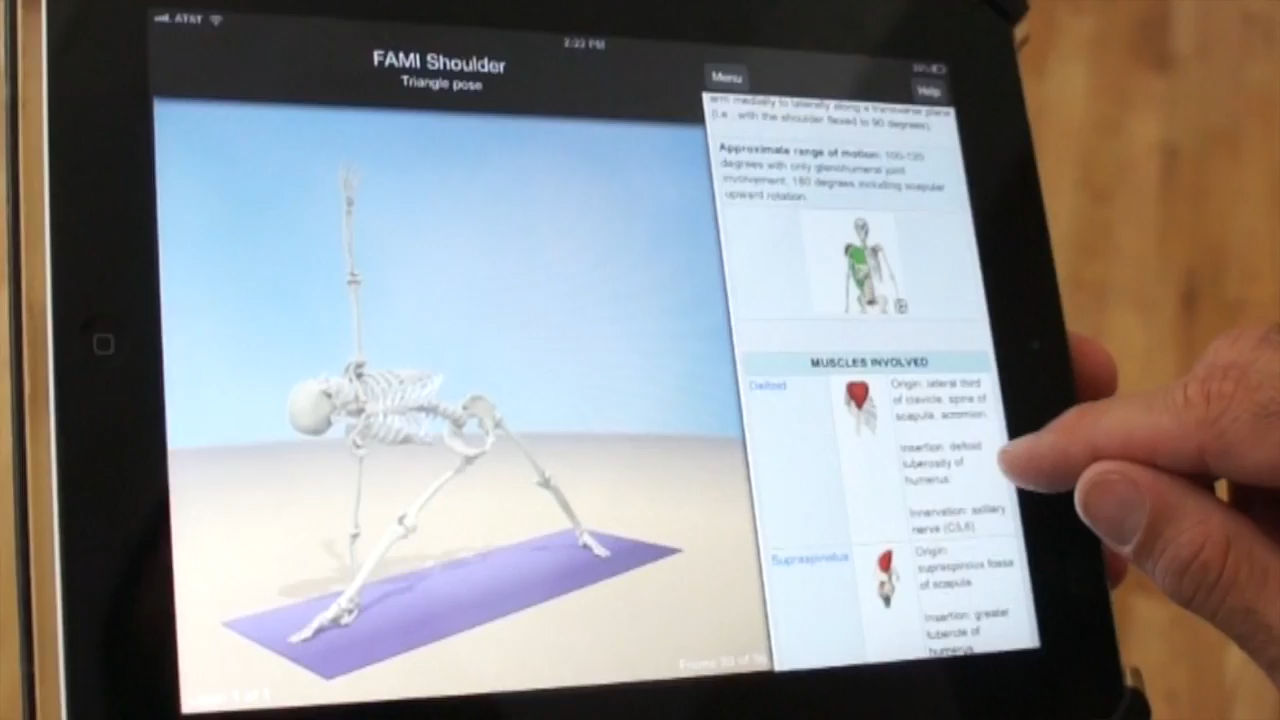 AT&T
2:33 PM
FAMI Shoulder
Triangle pose
Menu
Help
arm medially to laterally along a transverse plane
(i.e., with the shoulder flexed to 90 degrees).
Approximate range of motion: 100-120
degrees with only glenohumeral joint
involvement, 180 degrees including scapular
upward rotation.
MUSCLES INVOLVED
Deltoid
Origin: lateral third
of clavicle, spine of
scapula, acromion.
Insertion: deltoid
tuberosity of
humerus
Innervation: axillary
nerve (C5,6)
Supraspinatus
Origin:
supraspinous fossa
of scapula.
Insertion: greater
tubercle of
humerus
Frame